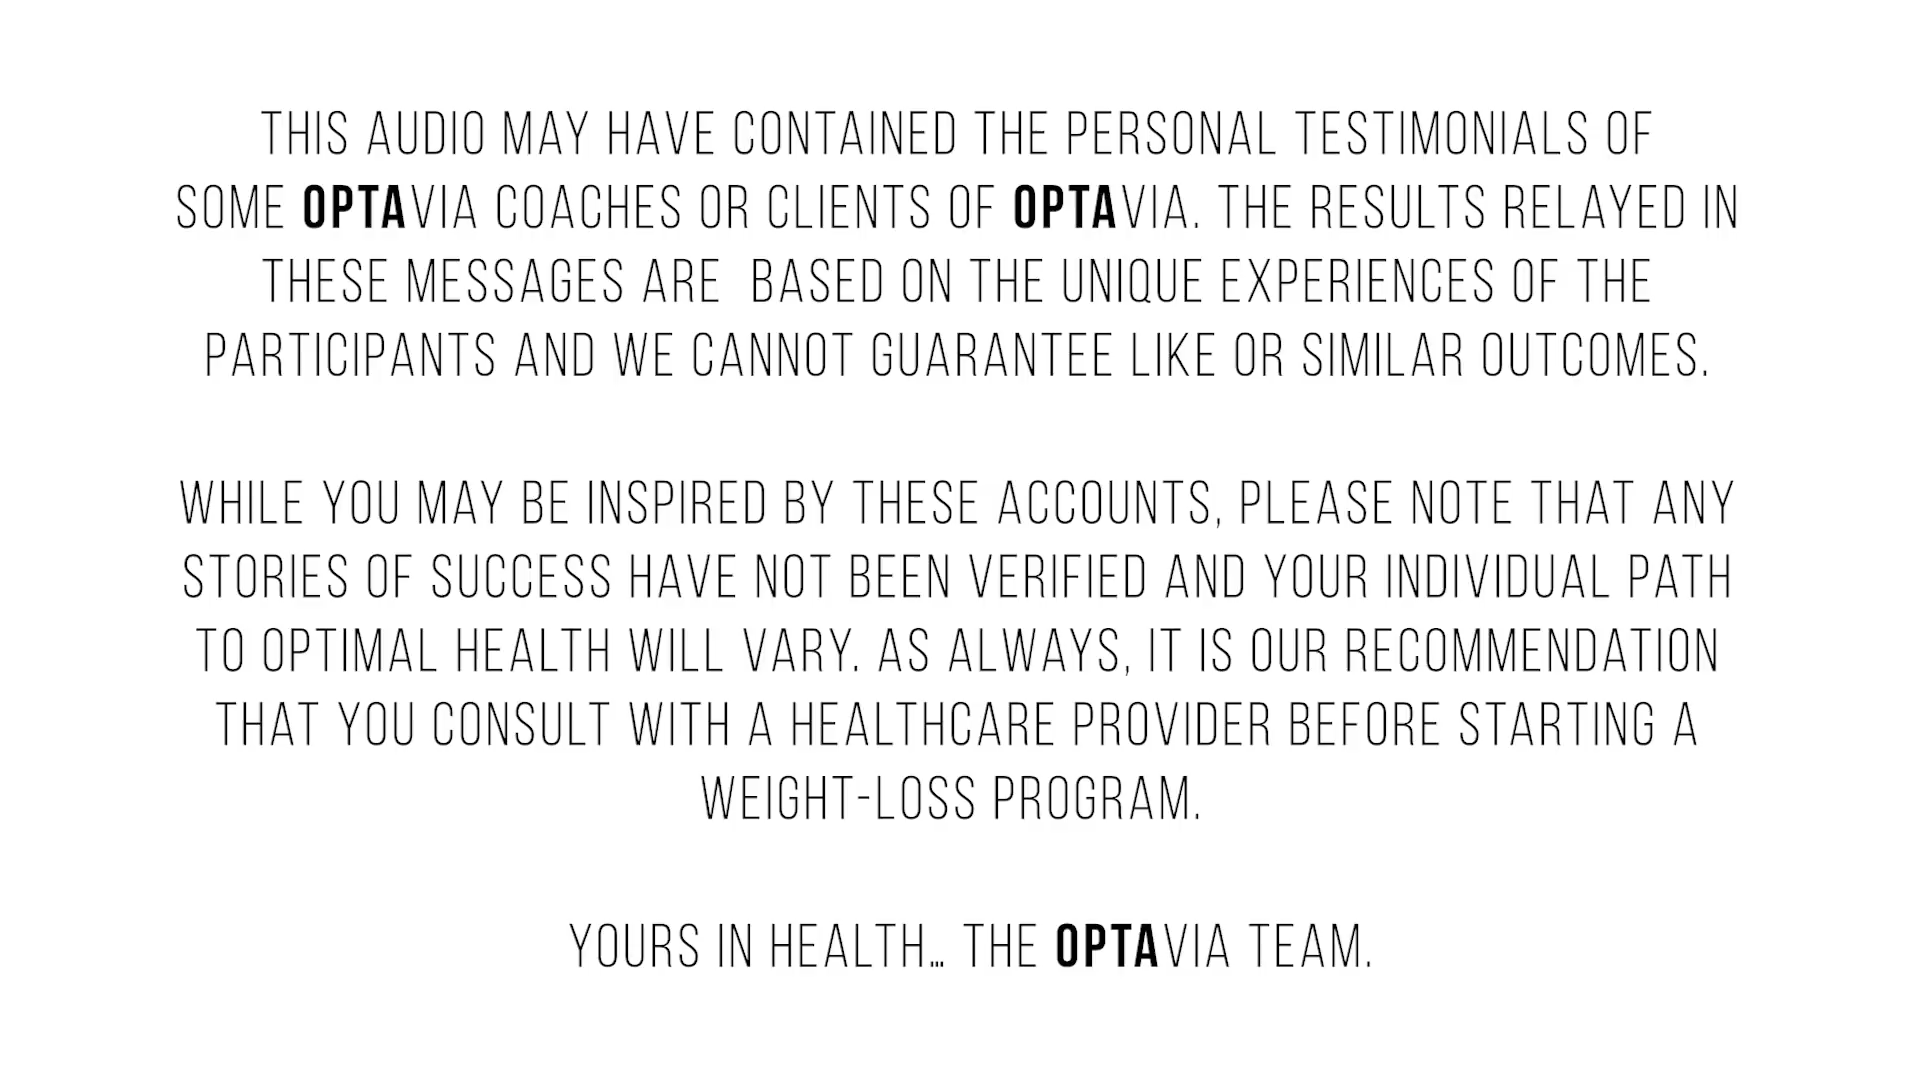 THIS AUDIO MAY HAVE CONTAINED THE PERSONAL TESTIMONIALS OF
SOME OPTAVIA COACHES OR CLIENTS OF OPTAVIA. THE RESULTS RELAYED IN
THESE MESSAGES ARE  BASED ON THE UNIQUE EXPERIENCES OF THE
PARTICIPANTS AND WE CANNOT GUARANTEE LIKE OR SIMILAR OUTCOMES.
WHILE YOU MAY BE INSPIRED BY THESE ACCOUNTS, PLEASE NOTE THAT ANY
STORIES OF SUCCESS HAVE NOT BEEN VERIFIED AND YOUR INDIVIDUAL PATH
TO OPTIMAL HEALTH WILL VARY. AS ALWAYS, IT IS OUR RECOMMENDATION
THAT YOU CONSULT WITH A HEALTHCARE PROVIDER BEFORE STARTING A
WEIGHT-LOSS PROGRAM.
YOURS IN HEALTH… THE OPTAVIA TEAM.